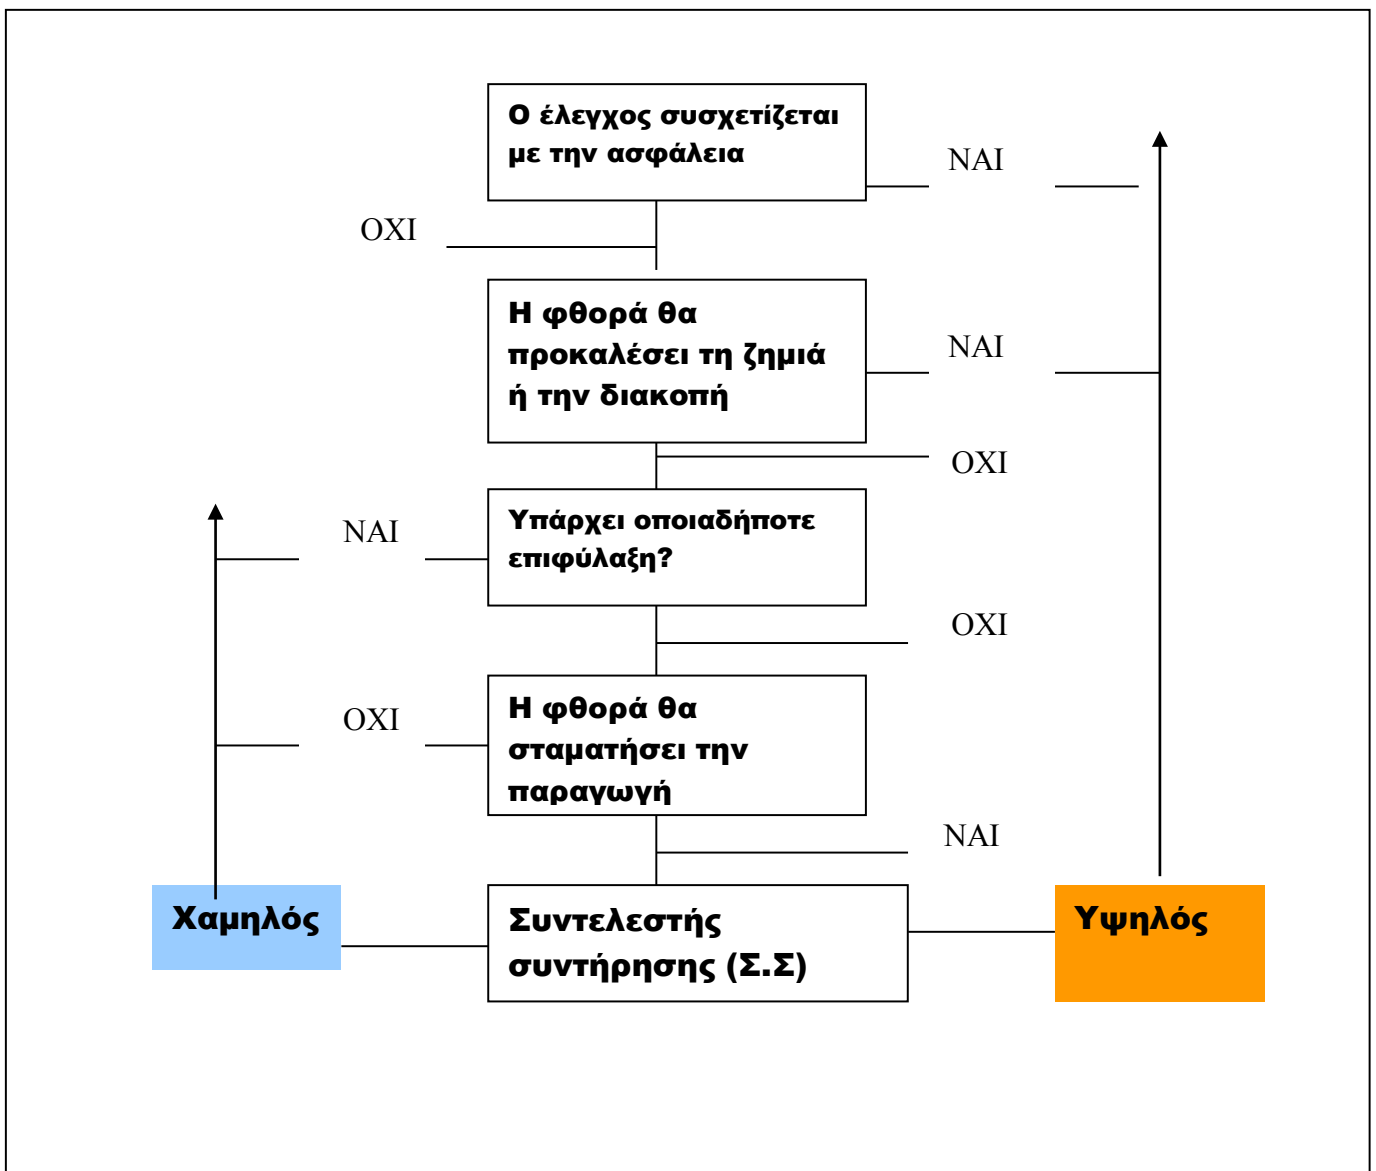 Ο έλεγχος συσχετίζεται
με την ασφάλεια
ΝΑΙ
ΟΧΙ
Η φθορά θα
προκαλέσει τη ζημιά
ή την διακοπή
ΝΑΙ
ΟΧΙ
Υπάρχει οποιαδήποτε
επιφύλαξη?
ΝΑΙ
ΟΧΙ
Η φθορά θα
σταματήσει την
παραγωγή
ΟΧΙ
ΝΑΙ
Χαμηλός
Συντελεστής
συντήρησης (Σ.Σ)
Υψηλός